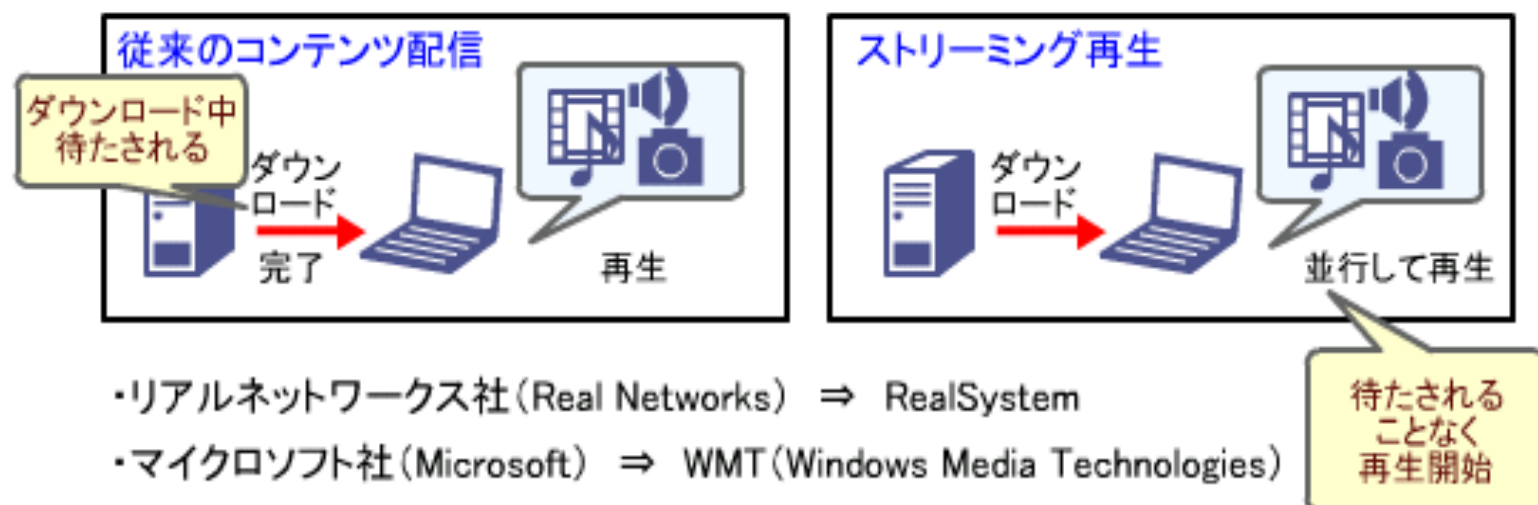 従来のコンテンツ配信
ダウンロード中
待たされる
ダウン
ロード
完了
再生
ストリーミング再生
ダウン
ロード
並行して再生
待たされる
ことなく
再生開始
・リアルネットワークス社(Real Networks) ⇒ RealSystem
・マイクロソフト社(Microsoft) ⇒ WMT(Windows Media Technologies)